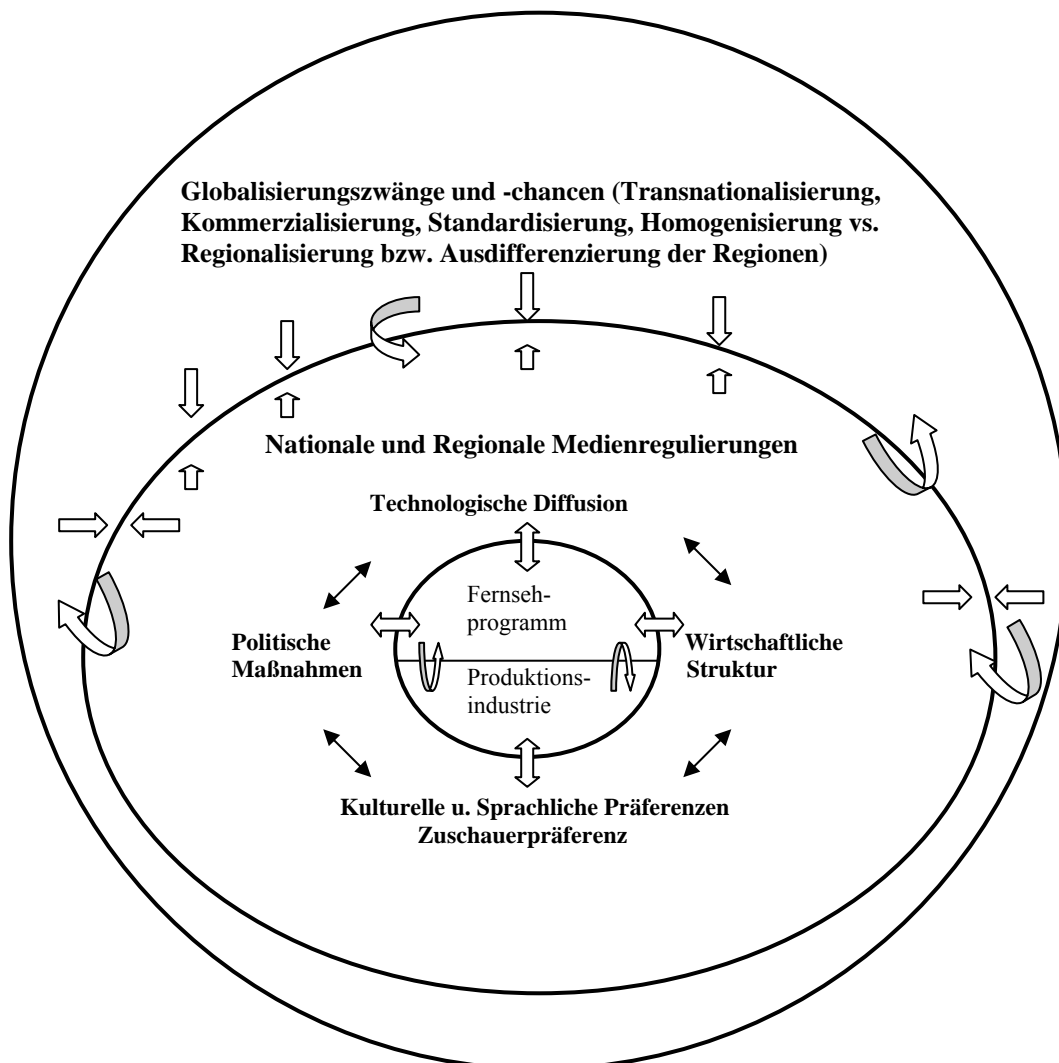 Globalisierungszwänge und -chancen (Transnationalisierung,
Kommerzialisierung, Standardisierung, Homogenisierung vs.
Regionalisierung bzw. Ausdifferenzierung der Regionen)
Nationale und Regionale Medienregulierungen
Technologische Diffusion
Fernseh-
programm
Politische
Maßnahmen
Wirtschaftliche
Struktur
Produktions-
industrie
Kulturelle u. Sprachliche Präferenzen
Zuschauerpräferenz